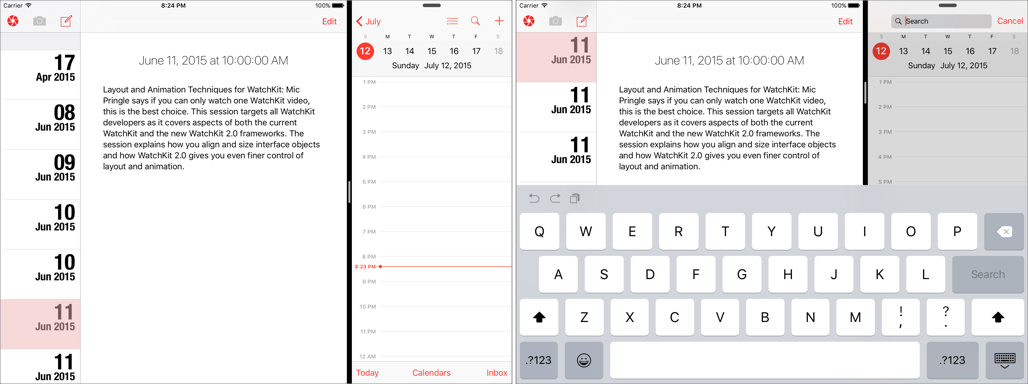 Carrier 8:24 PM 100%
Edit
17
Apr 2015
08
Jun 2015
09
Jun 2015
10
Jun 2015
10
Jun 2015
11
Jun 2015
11
Jun 2015
June 11, 2015 at 10:00:00 AM
Layout and Animation Techniques for WatchKit: Mic
Pringle says if you can only watch one WatchKit video,
this is the best choice. This session targets all WatchKit
developers as it covers aspects of both the current
WatchKit and the new WatchKit 2.0 frameworks. The
session explains how you align and size interface objects
and how WatchKit 2.0 gives you even finer control of
layout and animation.
July
S M T W T F S
12 13 14 15 16 17 18
Sunday July 12, 2015
1 PM
2 PM
3 PM
4 PM
5 PM
6 PM
7 PM
8 PM
8:23 PM
9 PM
10 PM
11 PM
12 AM
Today Calendars Inbox
Carrier 8:24 PM 100%
Edit
11
Jun 2015
11
Jun 2015
11
Jun 2015
June 11, 2015 at 10:00:00 AM
Layout and Animation Techniques for WatchKit: Mic
Pringle says if you can only watch one WatchKit video,
this is the best choice. This session targets all WatchKit
developers as it covers aspects of both the current
WatchKit and the new WatchKit 2.0 frameworks. The
session explains how you align and size interface objects
and how WatchKit 2.0 gives you even finer control of
layout and animation.
Search Cancel
S M T W T F S
12 13 14 15 16 17 18
Sunday July 12, 2015
1 PM
2 PM
3 PM
4 PM
5 PM
Q W E R T Y U I O P
A S D F G H J K L Search
Z X C V B N M ! , ? .
.?123 .?123